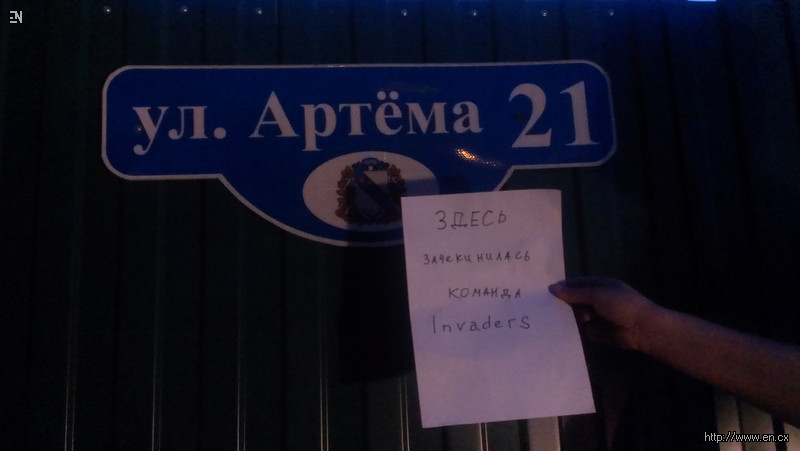 EN
ул. Артёма 21
ЗДЕСЬ
ЗАЧЕКИНИЛАСЬ
КОМАНДА
Invaders
http://www.en.cx